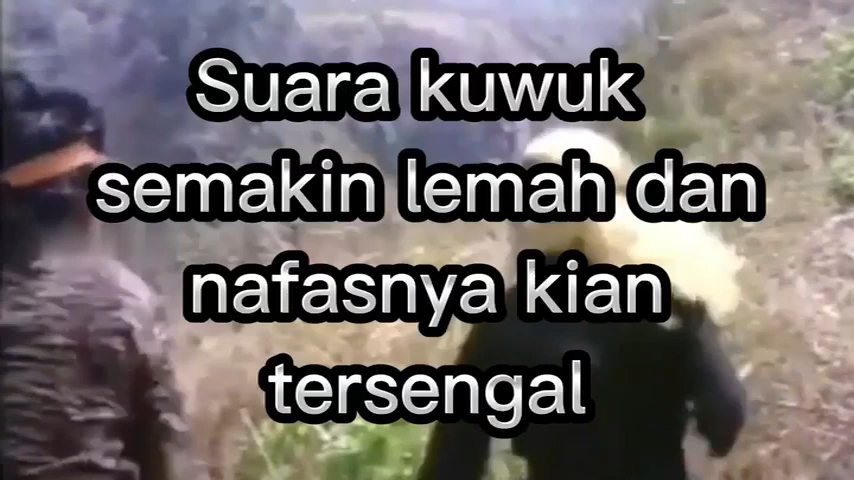 Suara kuwuk
semakin lemah dan
nafasnya kian
tersengal